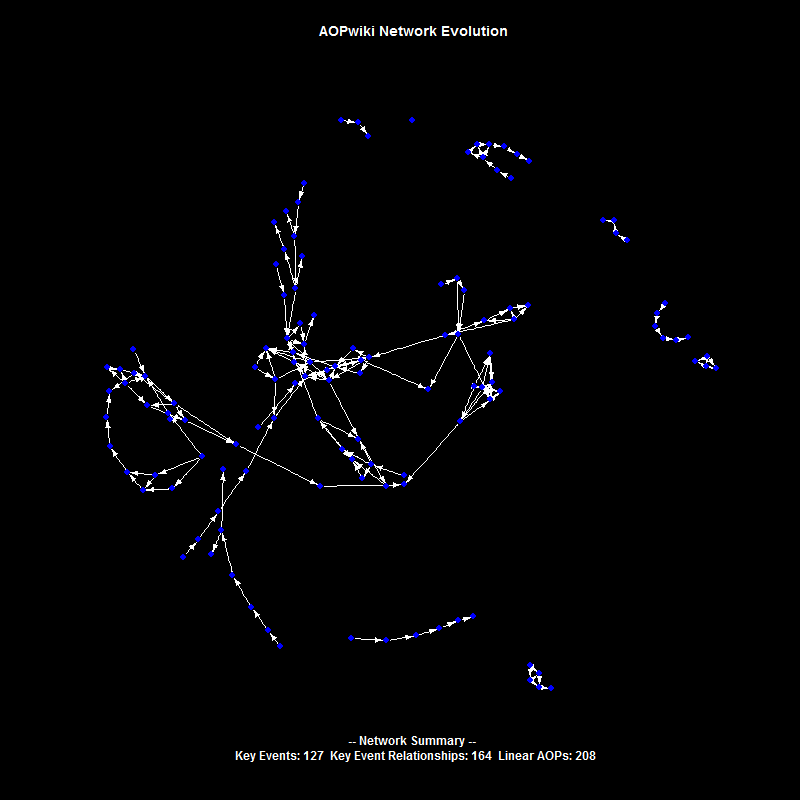 AOPwiki Network Evolution
-- Network Summary --
Key Events: 127 Key Event Relationships: 164 Linear AOPs: 208